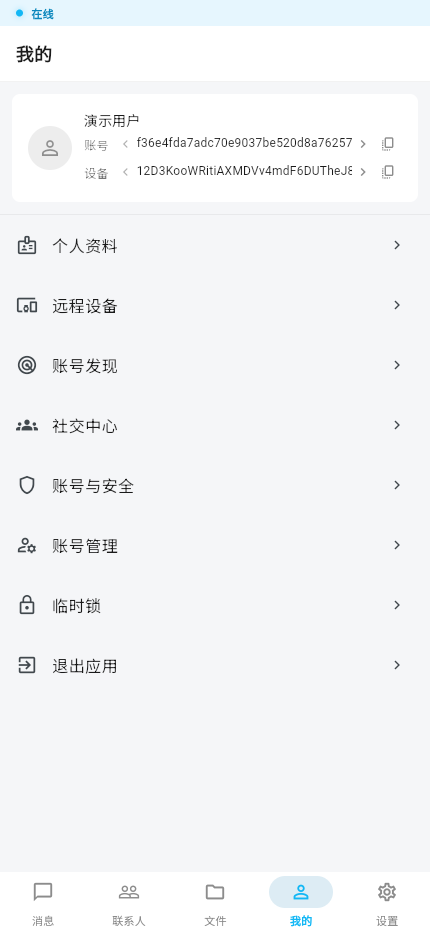 在线
我的
演示用户
账号 f36e4fda7adc70e9037be520d8a76257
设备 12D3KooWRitiAXMDVv4mdF6DUTheJ8
个人资料
远程设备
账号发现
社交中心
账号与安全
账号管理
临时锁
退出应用
消息 联系人 文件 我的 设置